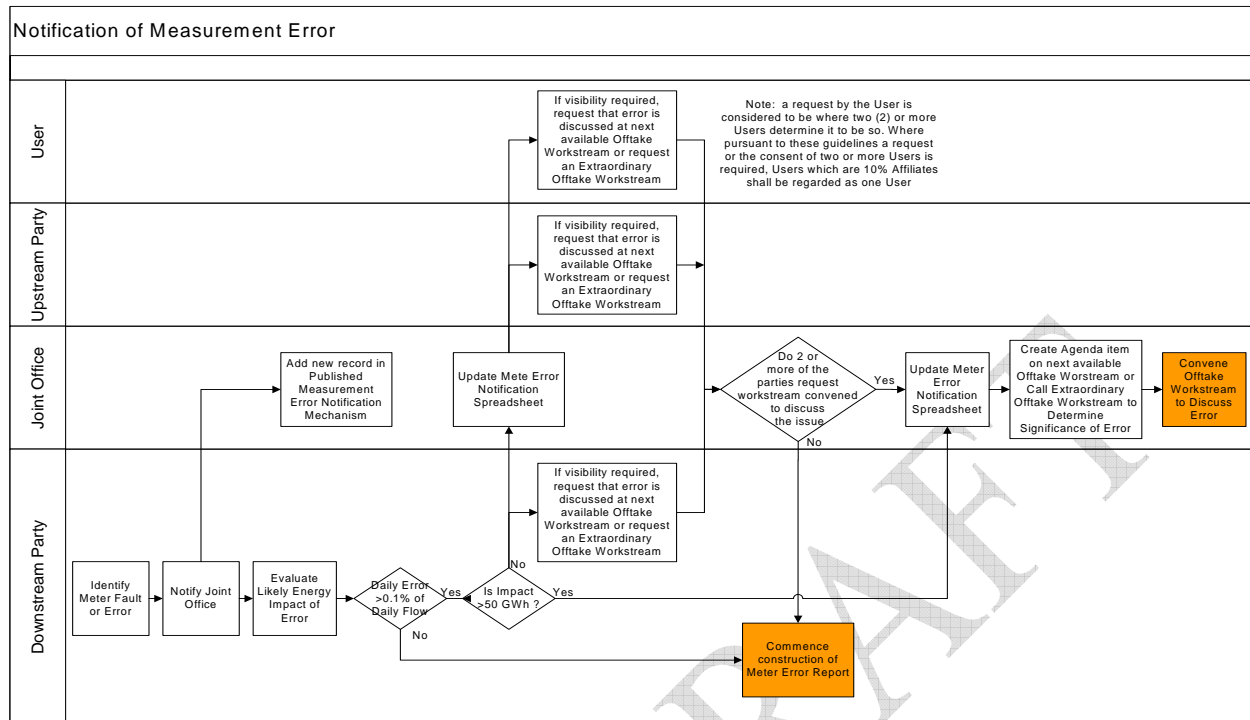 Notification of Measurement Error
User
If visibility required,
request that error is
discussed at next
available Offtake
Workstream or request
an Extraordinary
Offtake Workstream
Note: a request by the User is
considered to be where two (2) or more
Users determine it to be so. Where
pursuant to these guidelines a request
or the consent of two or more Users is
required, Users which are 10% Affiliates
shall be regarded as one User
Upstream Party
If visibility required,
request that error is
discussed at next
available Offtake
Workstream or request
an Extraordinary
Offtake Workstream
Joint Office
Add new record in
Published
Measurement
Error Notification
Mechanism
Update Mete Error
Notification
Spreadsheet
Do 2 or
more of the
parties request
workstream convened
to discuss
the issue
Yes
No
Update Meter
Error
Notification
Spreadsheet
Create Agenda item
on next available
Offtake Worstream or
Call Extraordinary
Offtake Workstream to
Determine
Significance of Error
Convene
Offtake
Workstream
to Discuss
Error
Downstream Party
If visibility required,
request that error is
discussed at next
available Offtake
Workstream or request
an Extraordinary
Offtake Workstream
Identify
Meter Fault
or Error
Notify Joint
Office
Evaluate
Likely Energy
Impact of
Error
Daily Error
>0.1% of
Daily Flow
Yes
No
Is Impact
>50 GWh ?
No
Yes
Commence
construction of
Meter Error Report
DRAFT